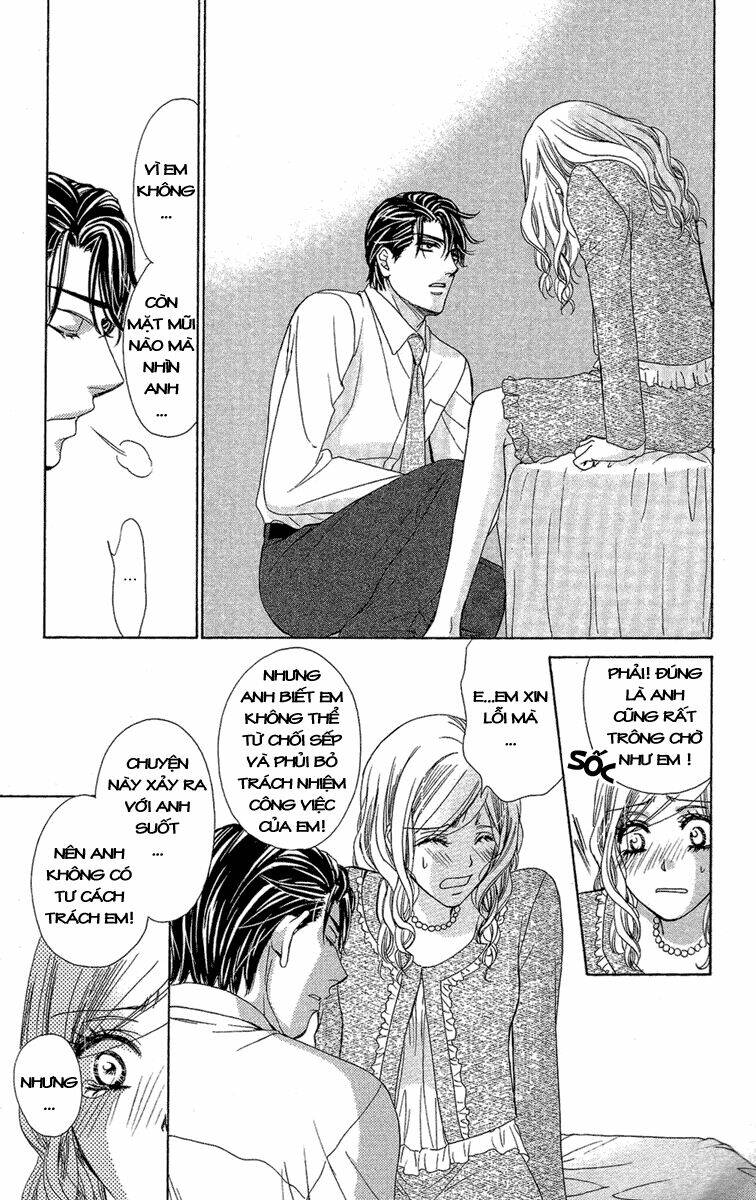 VÌ EM
KHÔNG
...
CÒN
MẶT MŨI
NÀO MÀ
NHÌN
ANH
...
...
PHẢI! ĐÚNG
LÀ ANH
CŨNG RẤT
TRÔNG CHỜ
NHƯ EM !
SỐC
E...EM XIN
LỖI MÀ
...
NHƯNG
ANH BIẾT EM
KHÔNG THỂ
TỪ CHỐI SẾP
VÀ PHỦI BỎ
TRÁCH NHIỆM
CÔNG VIỆC
CỦA EM!
CHUYỆN
NÀY XẢY RA
VỚI ANH
SUỐT
...
NÊN ANH
KHÔNG CÓ
TƯ CÁCH
TRÁCH EM!
NHƯNG
...